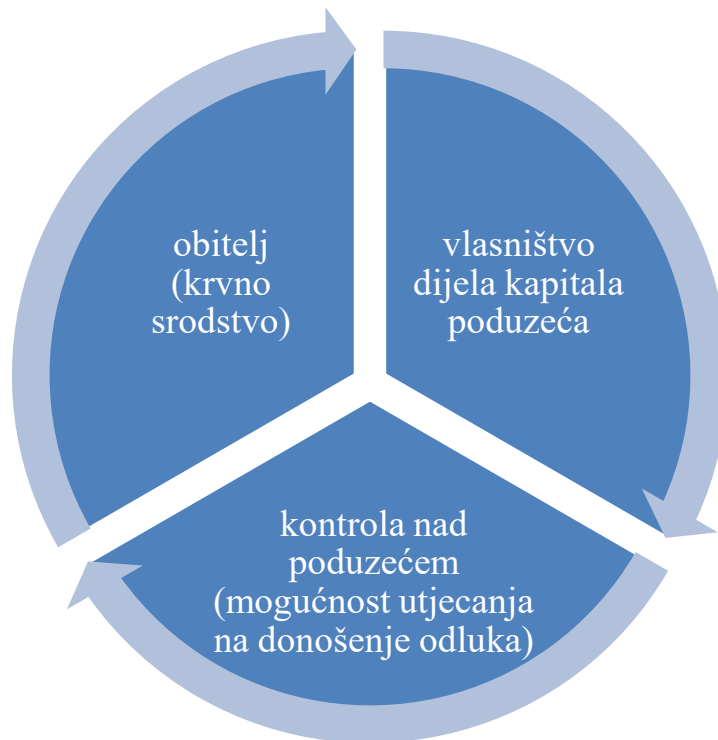 obitelj
(krvno
srodstvo)
vlasništvo
dijela kapitala
poduzeća
kontrola nad
poduzećem
(mogućnost utjecanja
na donošenje odluka)